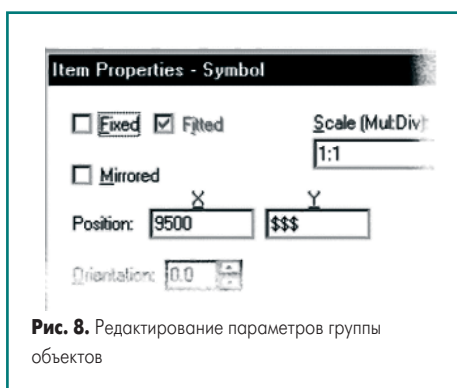 Item Properties - Symbol
Fixed Fitted Scale (Mul:Div):
1:1
Mirrored
X Y
Position: 9500 $$$
Orientation: 0.0
Рис. 8. Редактирование параметров группы
объектов